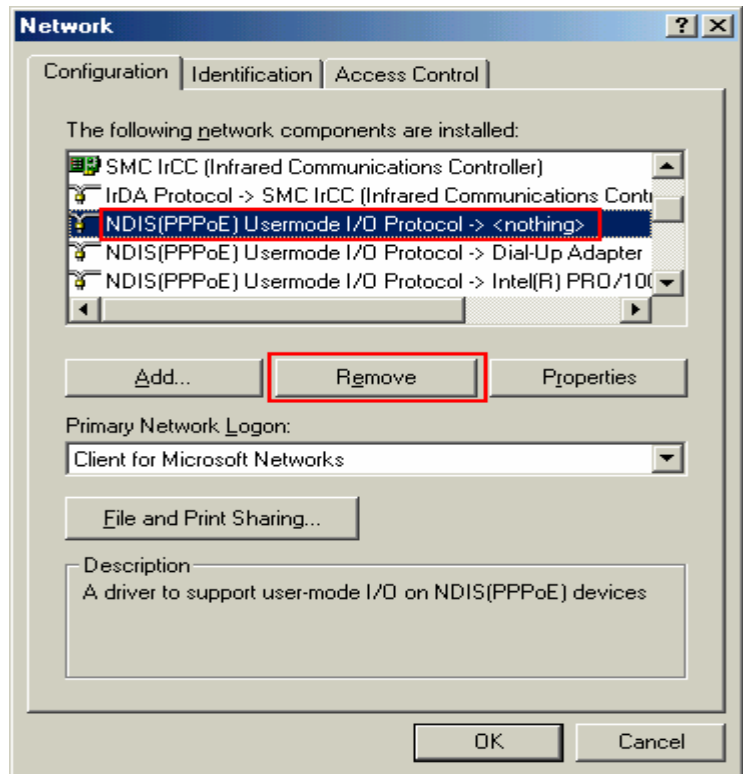 Network
Configuration Identification Access Control
The following network components are installed:
SMC IrCC (Infrared Communications Controller)
IrDA Protocol -> SMC IrCC (Infrared Communications Contr
NDIS(PPPoE) Usermode I/O Protocol -> <nothing>
NDIS(PPPoE) Usermode I/O Protocol -> Dial-Up Adapter
NDIS(PPPoE) Usermode I/O Protocol -> Intel(R) PRO/100
Add... Remove Properties
Primary Network Logon:
Client for Microsoft Networks
File and Print Sharing...
Description
A driver to support user-mode I/O on NDIS(PPPoE) devices
OK Cancel